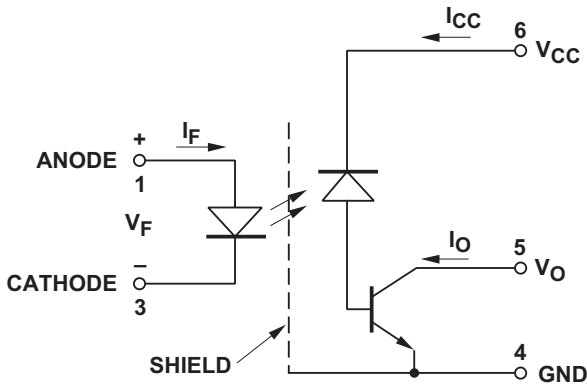 ICC
6
VCC
+
IF
ANODE
1
VF
−
CATHODE
3
IO
5
VO
SHIELD
4
GND